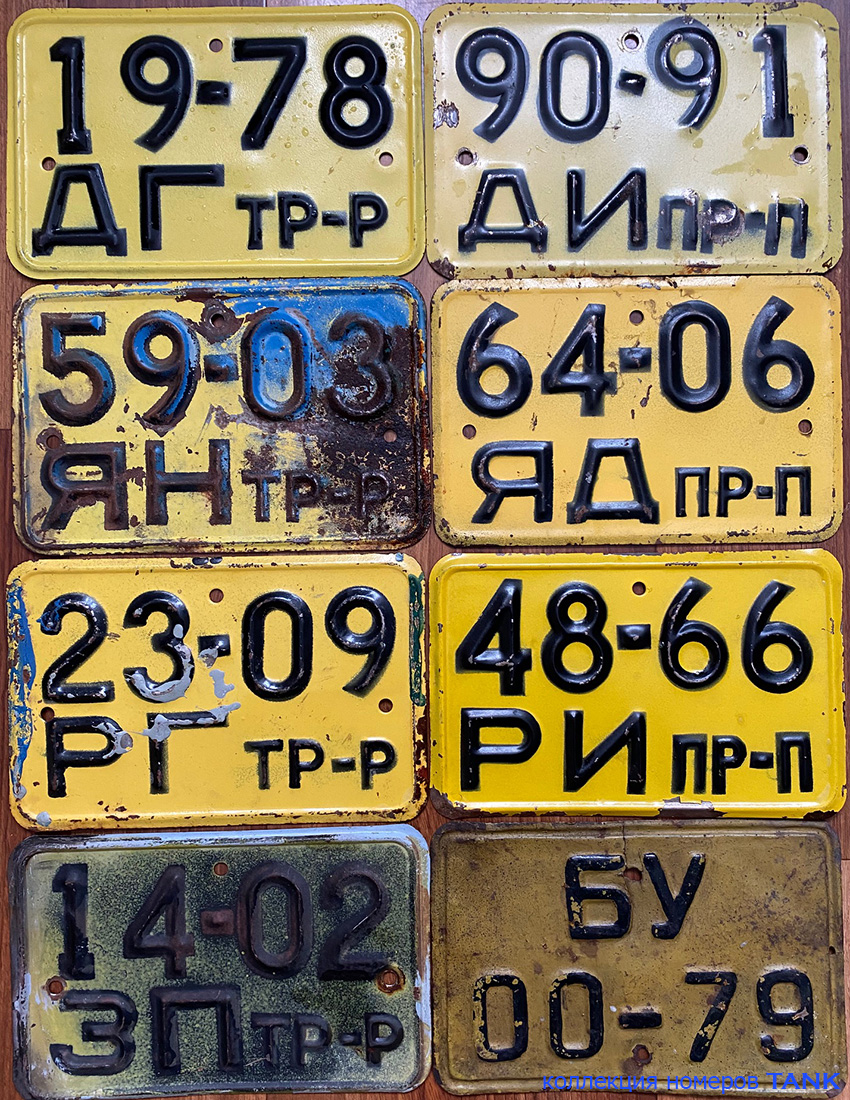 19-78
ДГ ТР-Р
90-91
ДИ ПР-П
59-03
ЯН ТР-Р
64-06
ЯД ПР-П
23-09
РГ ТР-Р
48-66
РИ ПР-П
14-02
ЗП ТР-Р
БУ
00-79
коллекция номеров TANK